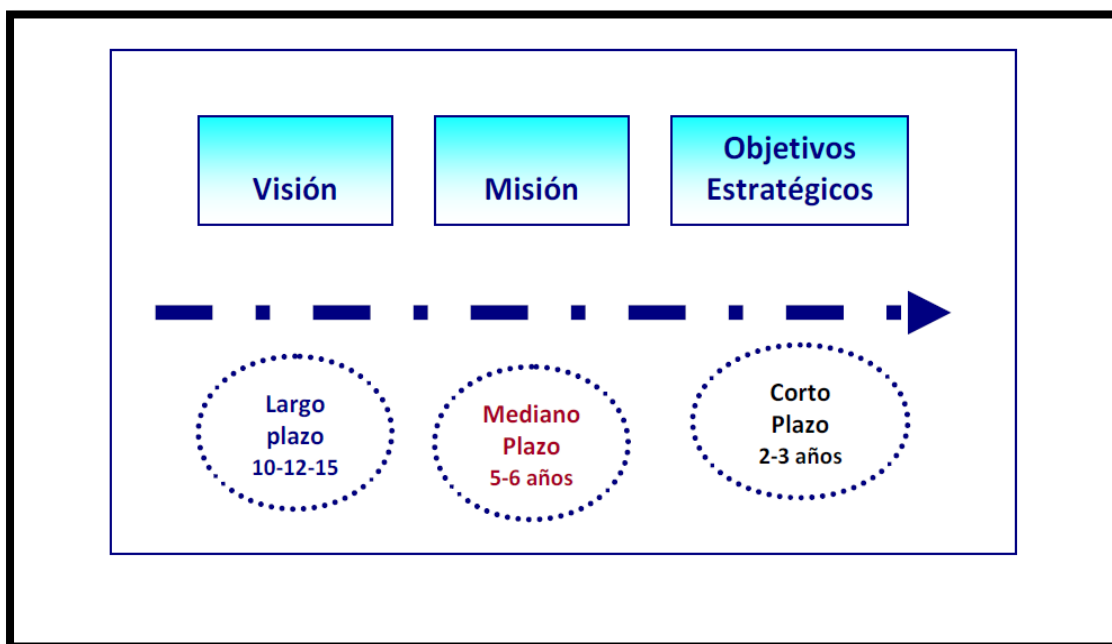 Visión
Misión
Objetivos
Estratégicos
Largo
plazo
10-12-15
Mediano
Plazo
5-6 años
Corto
Plazo
2-3 años